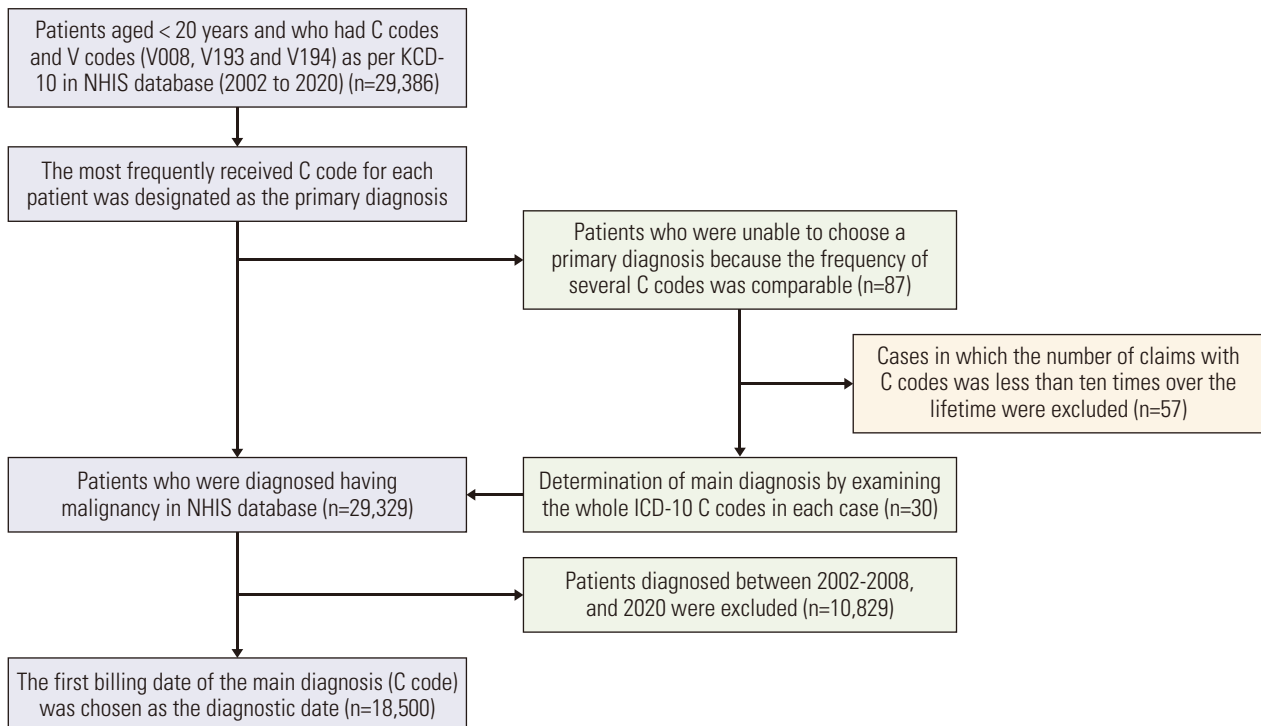 Patients aged < 20 years and who had C codes
and V codes (V008, V193 and V194) as per KCD-
10 in NHIS database (2002 to 2020) (n=29,386)
The most frequently received C code for each
patient was designated as the primary diagnosis
Patients who were unable to choose a
primary diagnosis because the frequency of
several C codes was comparable (n=87)
Cases in which the number of claims with
C codes was less than ten times over the
lifetime were excluded (n=57)
Patients who were diagnosed having
malignancy in NHIS database (n=29,329)
Determination of main diagnosis by examining
the whole ICD-10 C codes in each case (n=30)
Patients diagnosed between 2002-2008,
and 2020 were excluded (n=10,829)
The first billing date of the main diagnosis (C code)
was chosen as the diagnostic date (n=18,500)